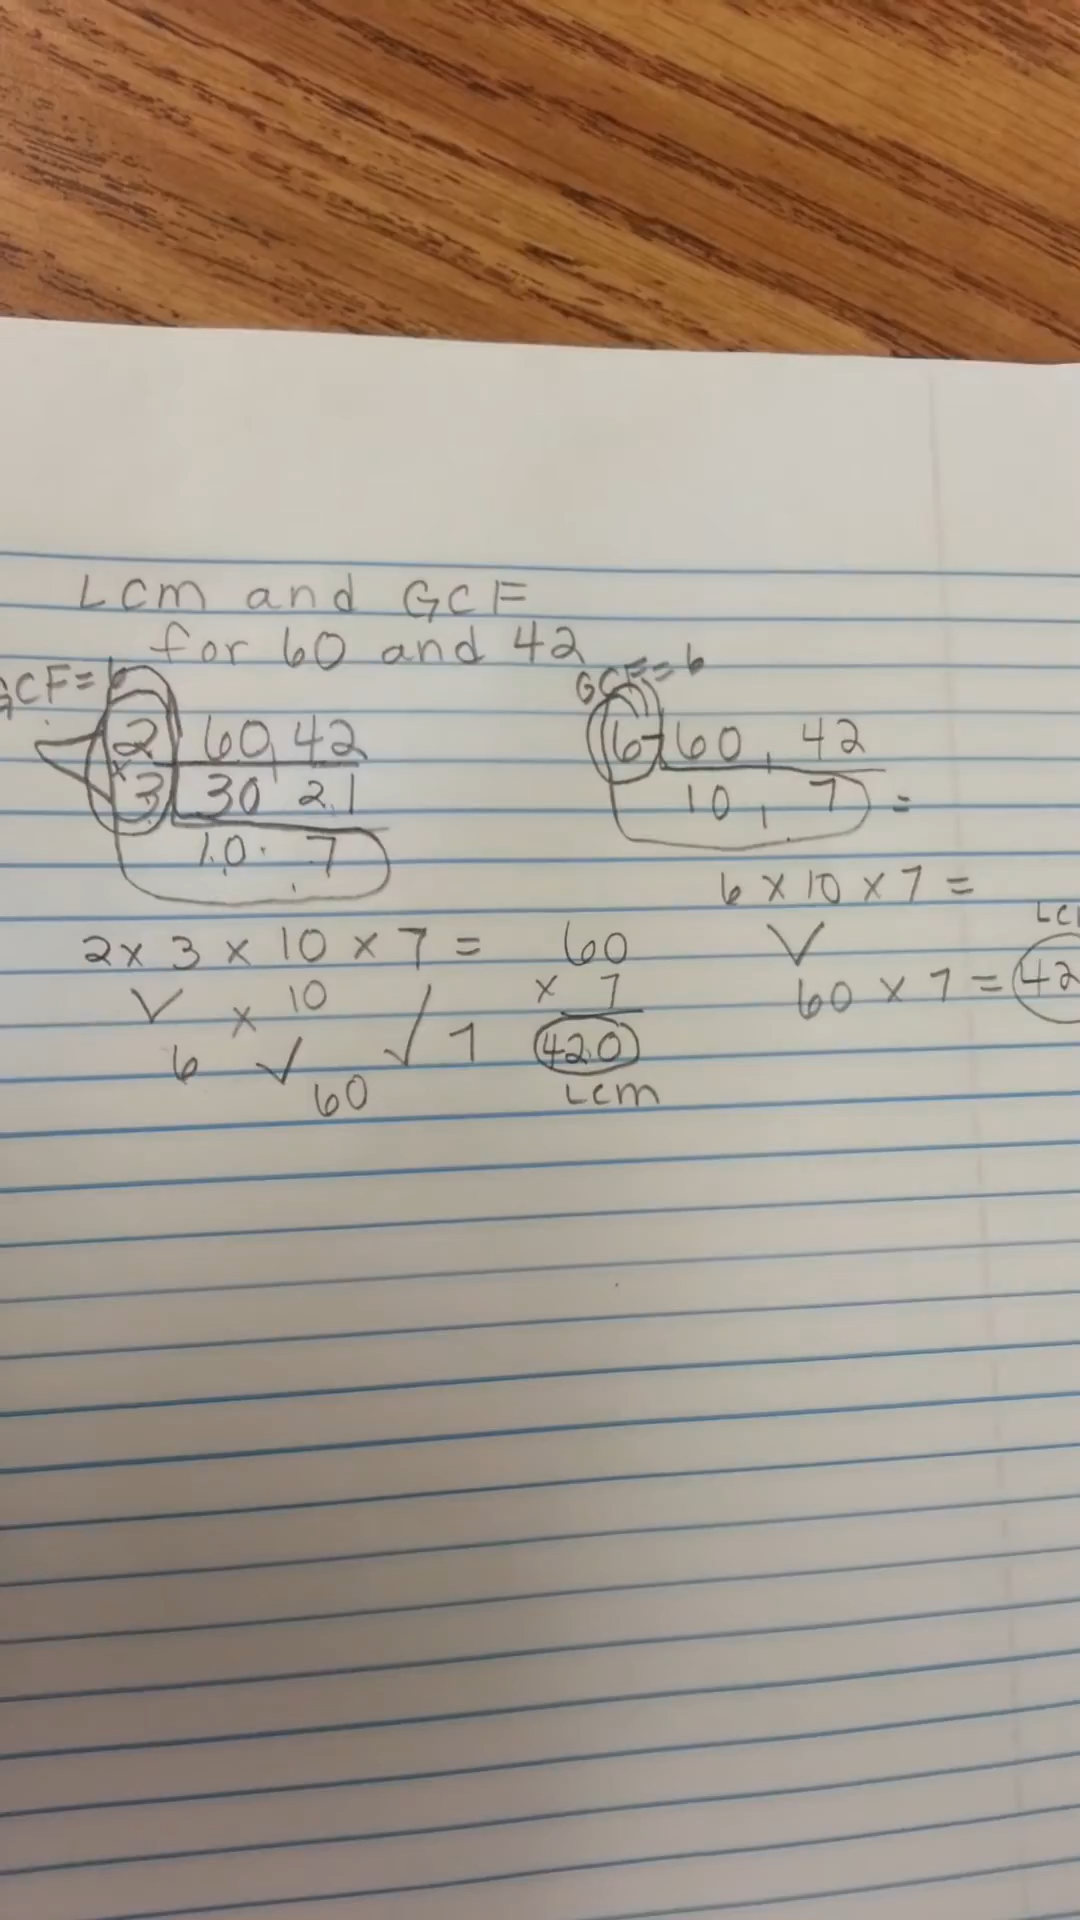 LCM and GCF
for 60 and 42
GCF=6
2 60, 42
x 3 30 21
10. 7
2 x 3 x 10 x 7 =
6 x 10
60
7
60
x 7
420
LCM
GCF=6
6 60, 42
10, 7 =
6 x 10 x 7 =
60 x 7 = 42